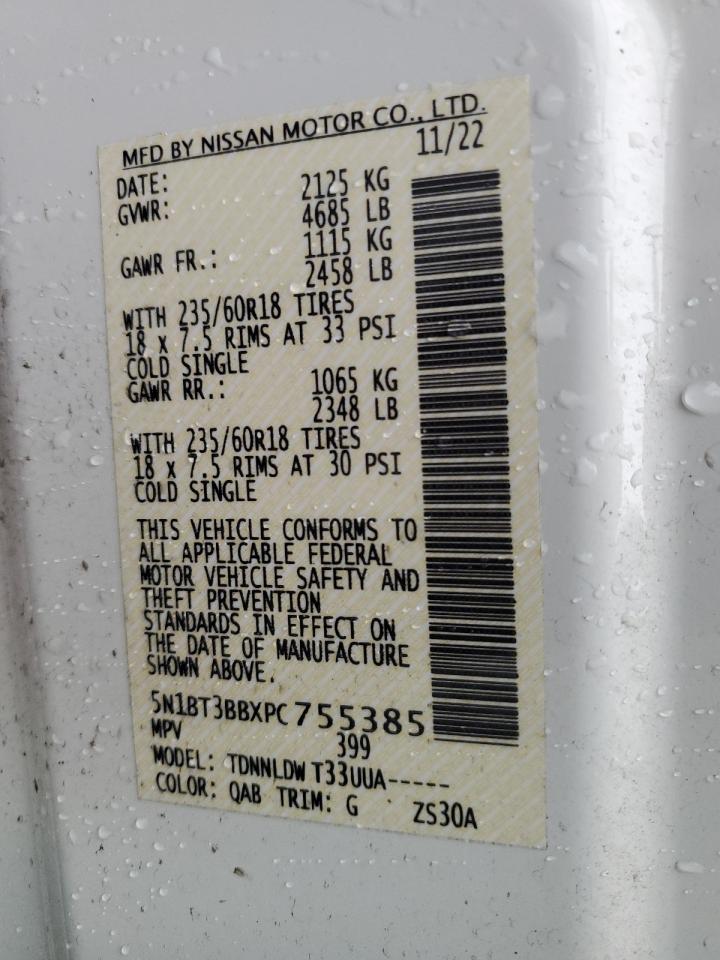 MFD BY NISSAN MOTOR CO., LTD.
DATE: 11/22
GVWR: 2125 KG
4685 LB
GAWR FR.: 1115 KG
2458 LB
WITH 235/60R18 TIRES
18 x 7.5 RIMS AT 33 PSI
COLD SINGLE
GAWR RR.: 1065 KG
2348 LB
WITH 235/60R18 TIRES
18 x 7.5 RIMS AT 30 PSI
COLD SINGLE
THIS VEHICLE CONFORMS TO
ALL APPLICABLE FEDERAL
MOTOR VEHICLE SAFETY AND
THEFT PREVENTION
STANDARDS IN EFFECT ON
THE DATE OF MANUFACTURE
SHOWN ABOVE.
5N1BT3BBXPC755385
MPV 399
MODEL: TDNNLDW T33UUA-----
COLOR: QAB TRIM: G ZS30A